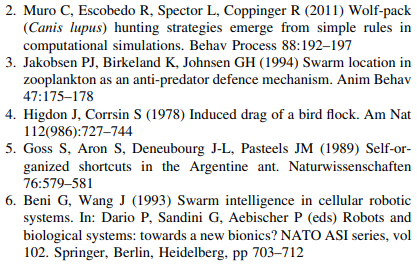 2. Muro C, Escobedo R, Spector L, Coppinger R (2011) Wolf-pack
(Canis lupus) hunting strategies emerge from simple rules in
computational simulations. Behav Process 88:192–197
3. Jakobsen PJ, Birkeland K, Johnsen GH (1994) Swarm location in
zooplankton as an anti-predator defence mechanism. Anim Behav
47:175–178
4. Higdon J, Corrsin S (1978) Induced drag of a bird flock. Am Nat
112(986):727–744
5. Goss S, Aron S, Deneubourg J-L, Pasteels JM (1989) Self-or-
ganized shortcuts in the Argentine ant. Naturwissenschaften
76:579–581
6. Beni G, Wang J (1993) Swarm intelligence in cellular robotic
systems. In: Dario P, Sandini G, Aebischer P (eds) Robots and
biological systems: towards a new bionics? NATO ASI series, vol
102. Springer, Berlin, Heidelberg, pp 703–712